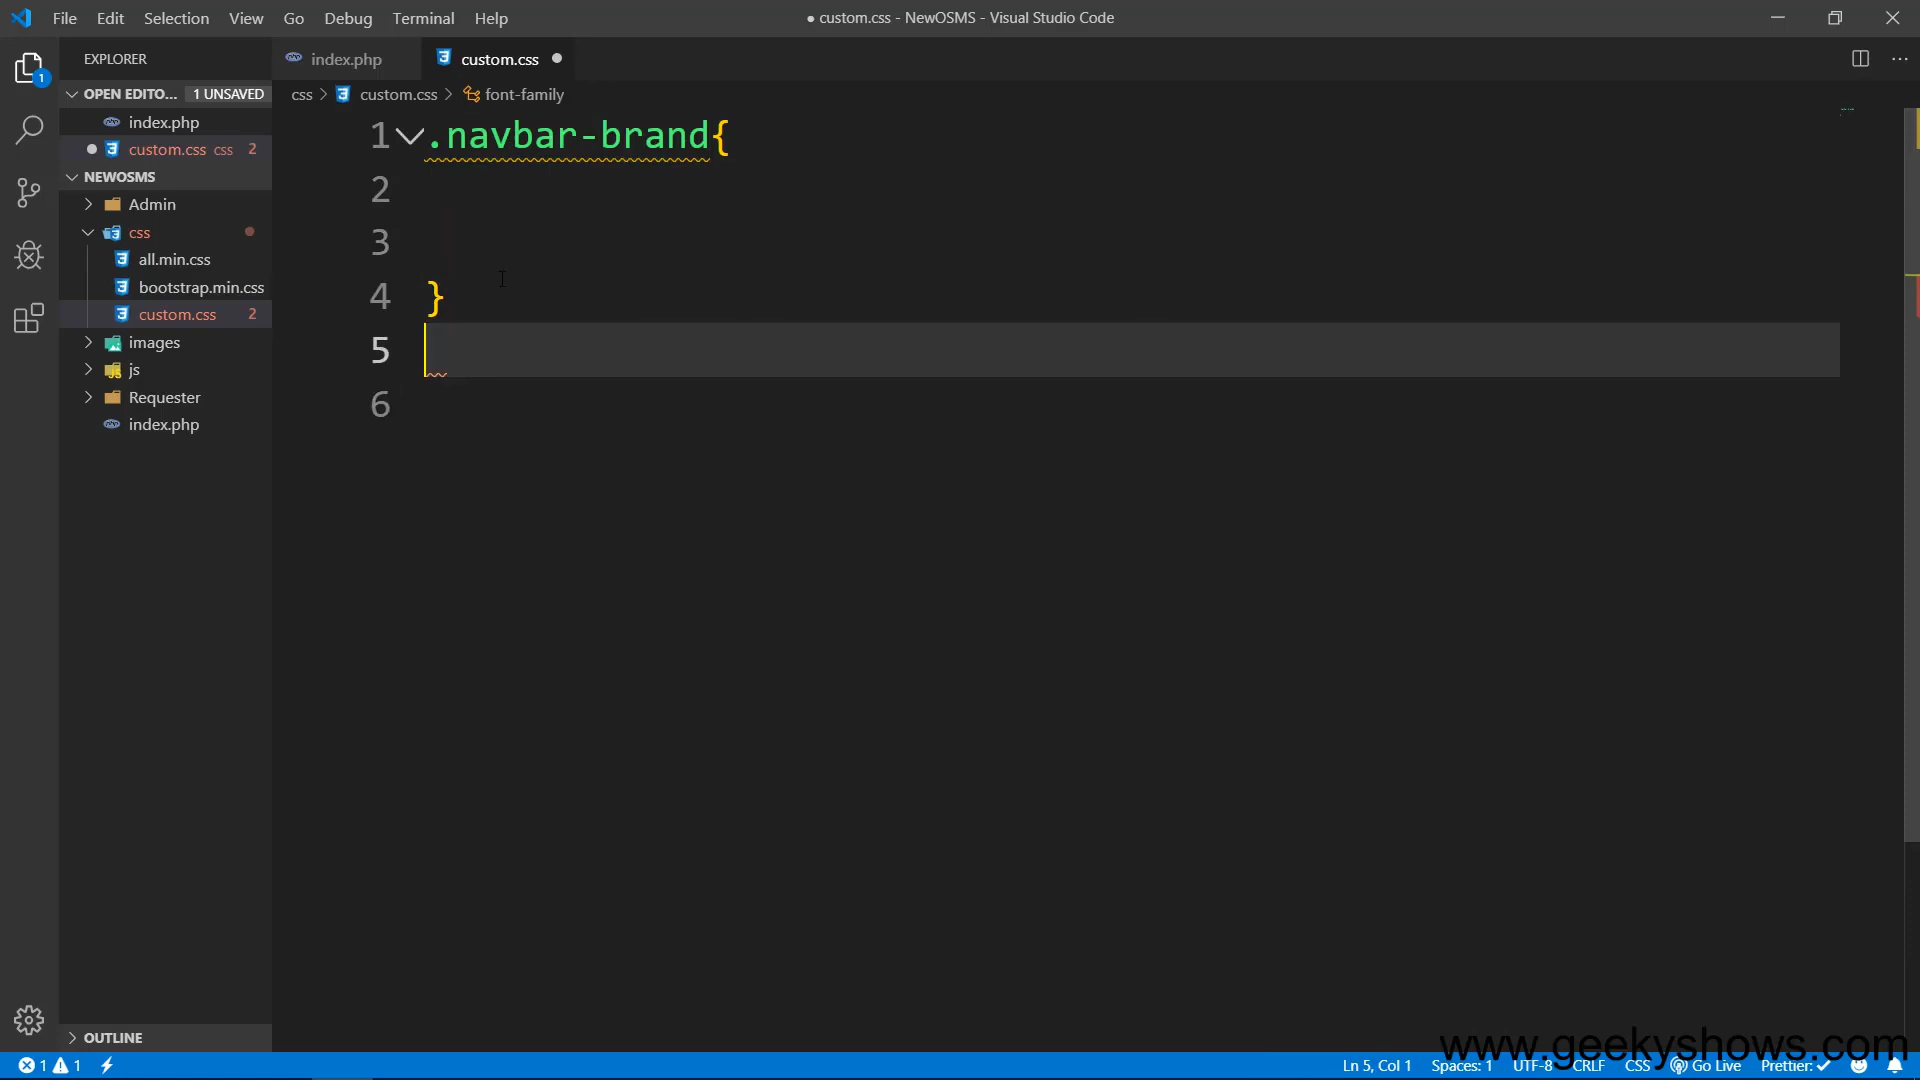 File Edit Selection View Go Debug Terminal Help
● custom.css - NewOSMS - Visual Studio Code
EXPLORER
index.php
custom.css
1
OPEN EDITO... 1 UNSAVED
css > custom.css > font-family
index.php
custom.css css 2
NEWOSMS
Admin
css
all.min.css
bootstrap.min.css
custom.css 2
images
js
Requester
index.php
1 .navbar-brand{
2
3
4 }
5
6
OUTLINE
www.geekyshows.com
1 1
Ln 5, Col 1 Spaces: 1 UTF-8 CRLF CSS Go Live Prettier: ✓